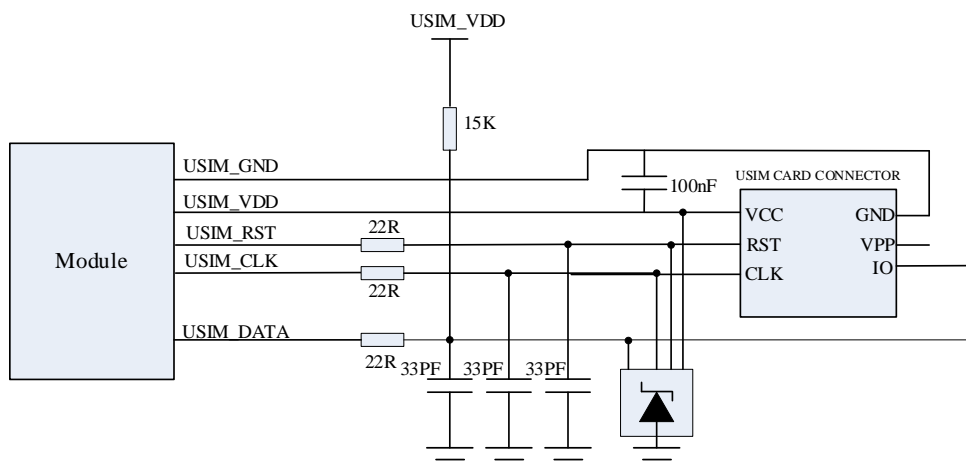 USIM_VDD
15K
USIM_GND
100nF
USIM CARD CONNECTOR
USIM_VDD
VCC
GND
USIM_RST
22R
RST
VPP
Module
USIM_CLK
CLK
IO
22R
USIM_DATA
22R
33PF
33PF
33PF